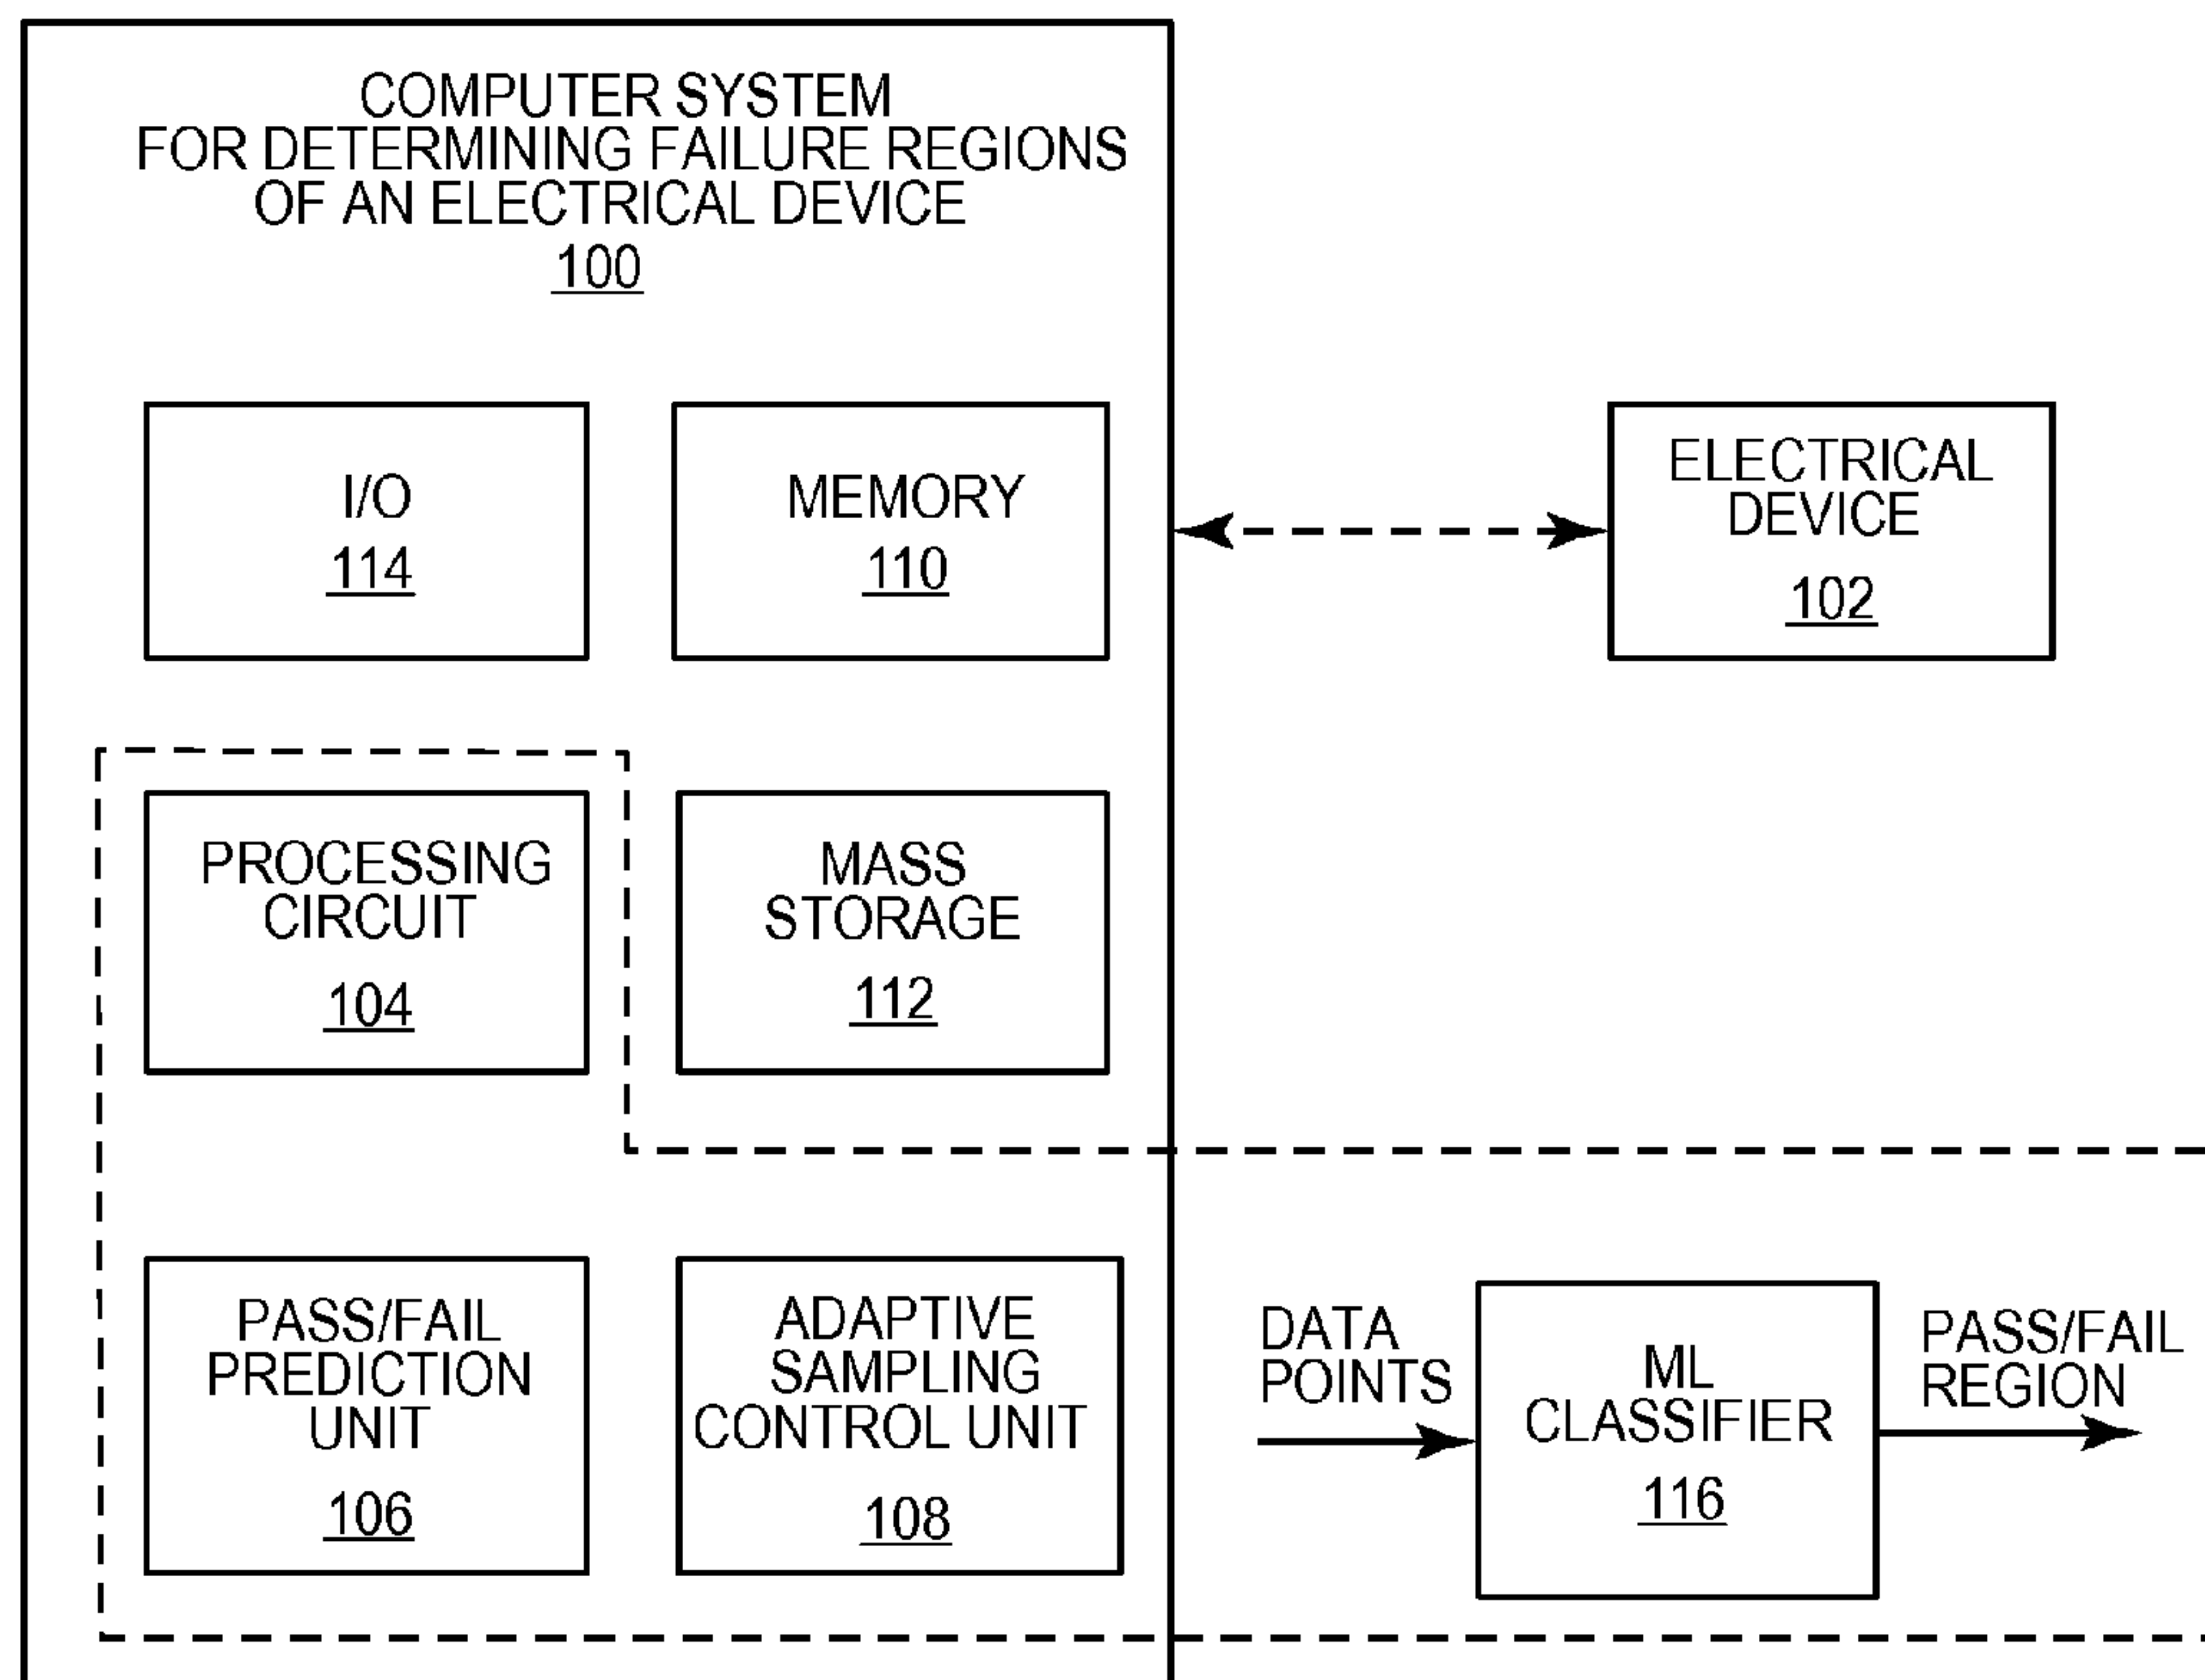 COMPUTER SYSTEM
FOR DETERMINING FAILURE REGIONS
OF AN ELECTRICAL DEVICE
100
I/O
114
MEMORY
110
ELECTRICAL
DEVICE
102
PROCESSING
CIRCUIT
104
MASS
STORAGE
112
PASS/FAIL
PREDICTION
UNIT
106
ADAPTIVE
SAMPLING
CONTROL UNIT
108
DATA
POINTS
ML
CLASSIFIER
116
PASS/FAIL
REGION